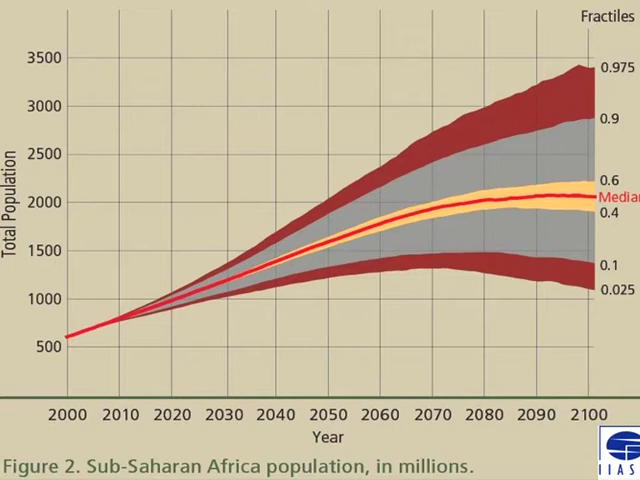 Fractiles
3500
3000
2500
2000
1500
1000
500
Total Population
0.975
0.9
0.6
Median
0.4
0.1
0.025
2000 2010 2020 2030 2040 2050 2060 2070 2080 2090 2100
Year
Figure 2. Sub-Saharan Africa population, in millions.
IIAS